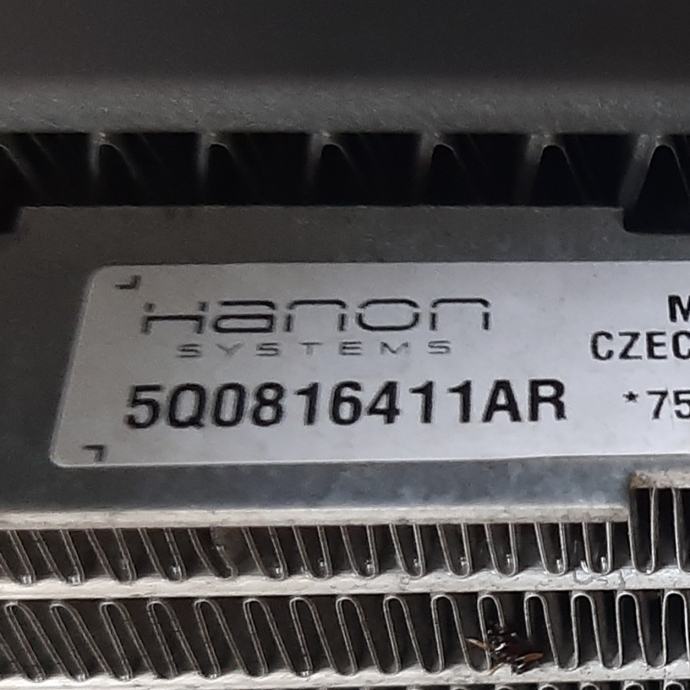 Hanon
SYSTEMS
5Q0816411AR
M
CZEC
*75